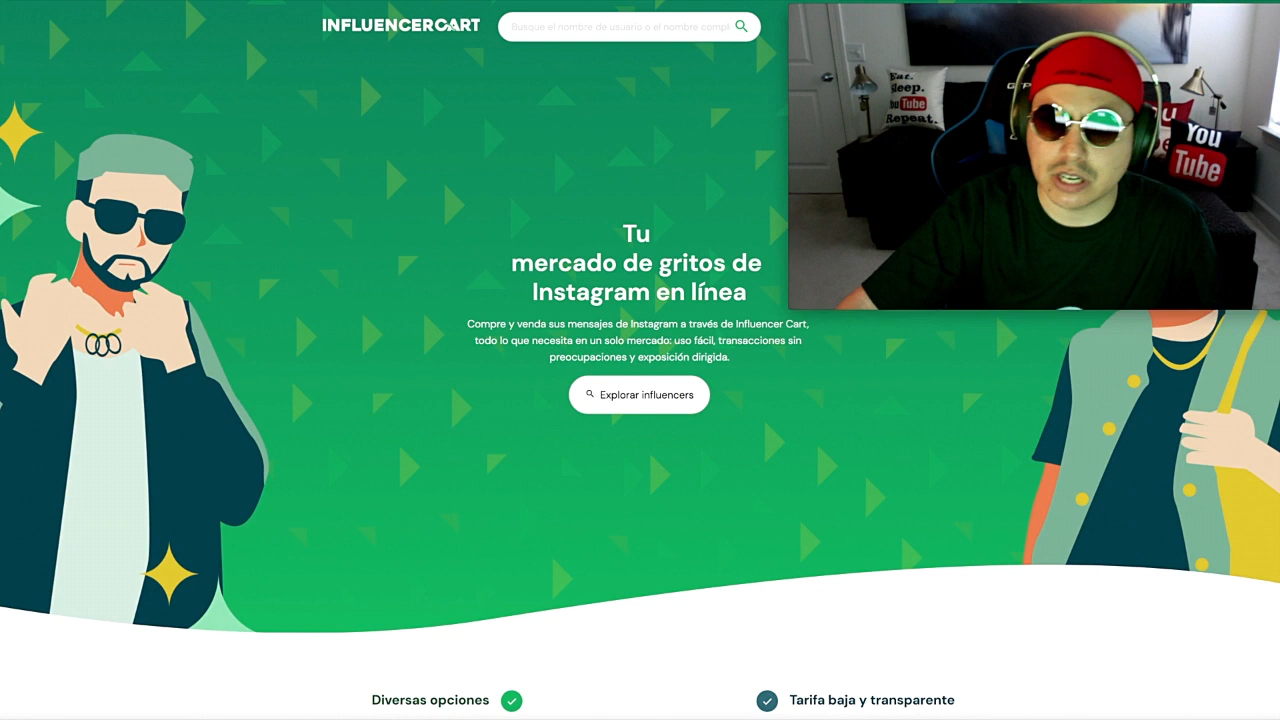 INFLUENCERCART
Busque el nombre de usuario o el nombre compl
Eat.
Sleep.
You Tube
Repeat.
You
Tube
Tu
mercado de gritos de
Instagram en línea
Compre y venda sus mensajes de Instagram a través de Influencer Cart,
todo lo que necesita en un solo mercado: uso fácil, transacciones sin
preocupaciones y exposición dirigida.
Explorar influencers
Diversas opciones
Tarifa baja y transparente